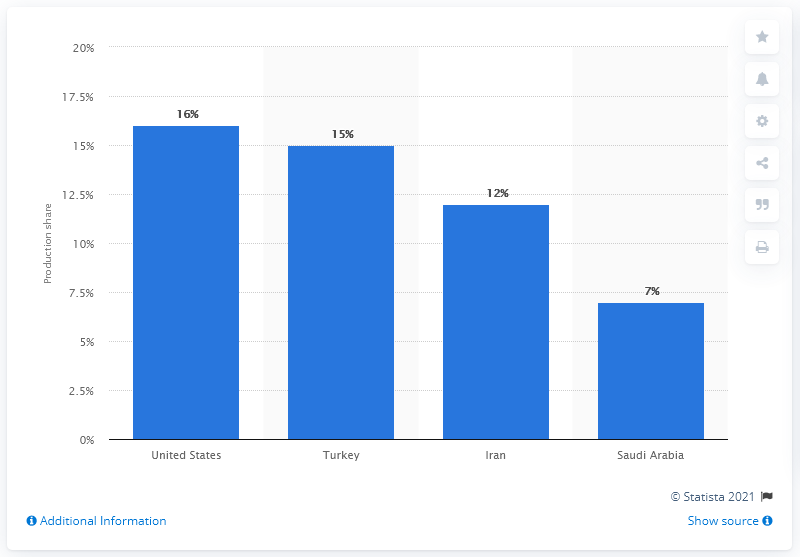 20%
17.5%
15%
12.5%
10%
7.5%
5%
2.5%
0%
Production share
16%
15%
12%
7%
United States
Turkey
Iran
Saudi Arabia
© Statista 2021
Additional Information
Show source